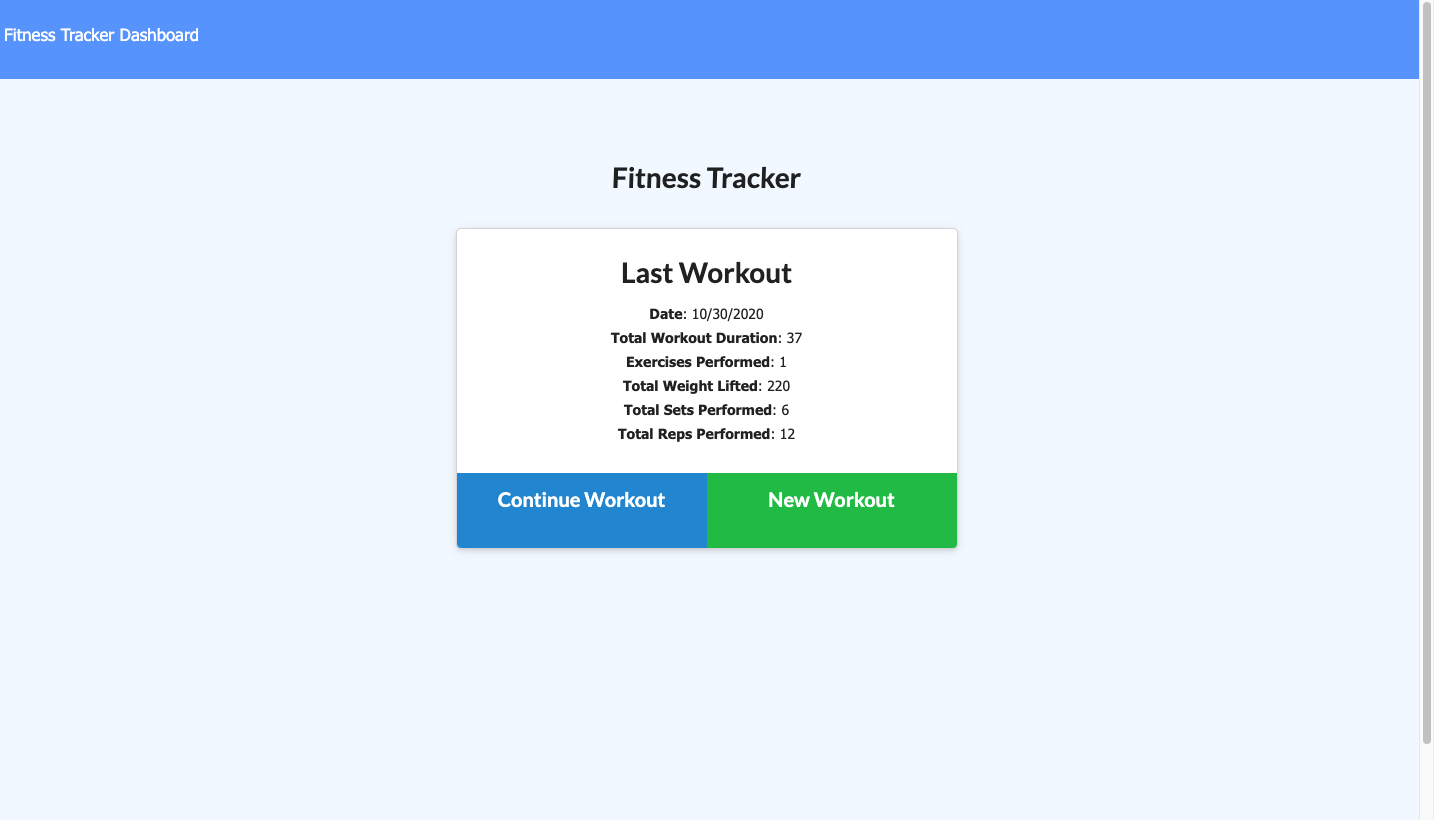 Fitness Tracker Dashboard
Fitness Tracker
Last Workout
Date: 10/30/2020
Total Workout Duration: 37
Exercises Performed: 1
Total Weight Lifted: 220
Total Sets Performed: 6
Total Reps Performed: 12
Continue Workout New Workout